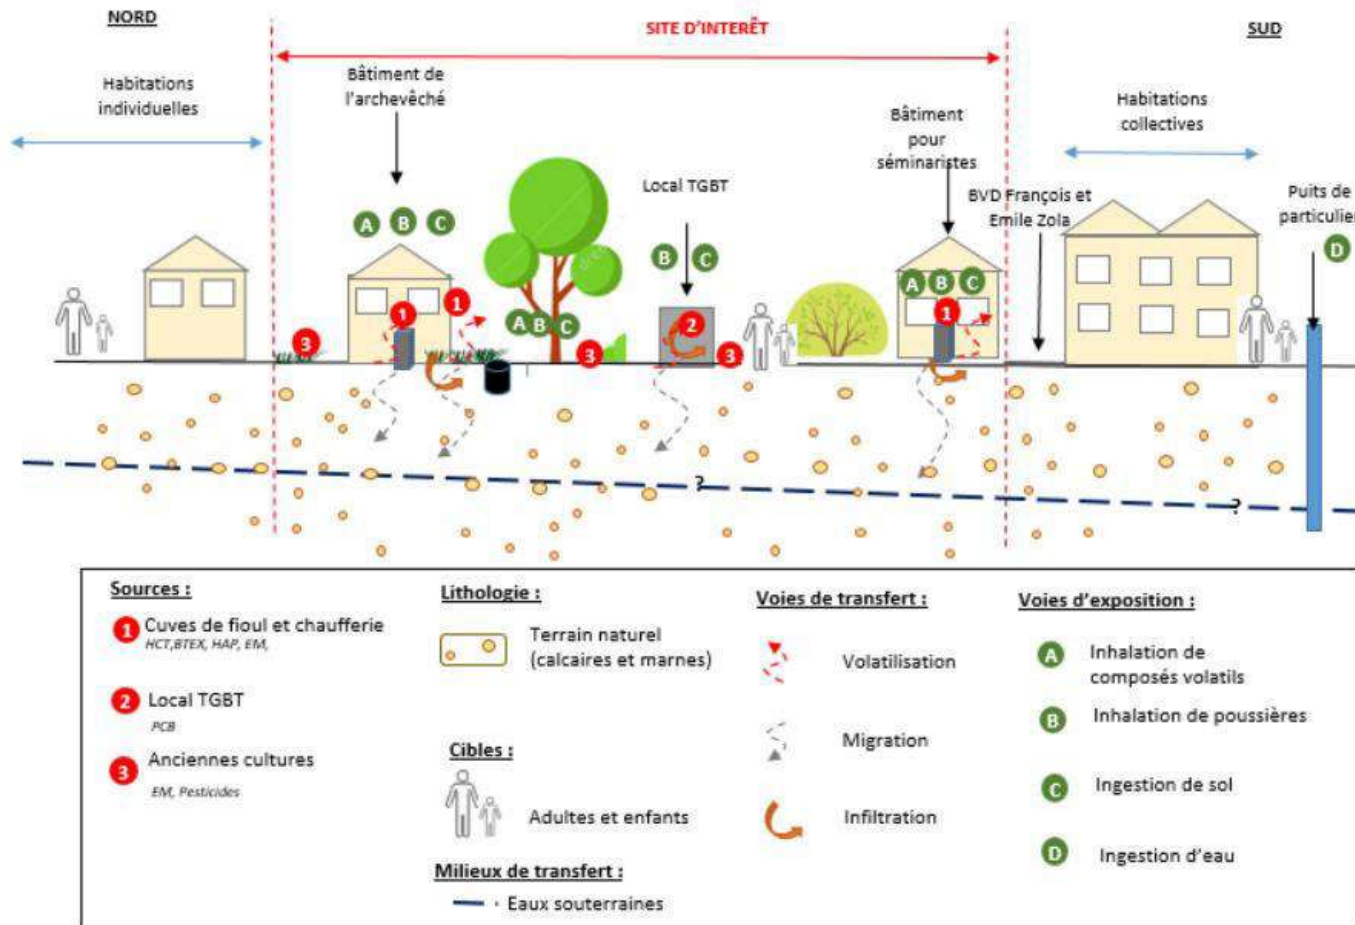 NORD
SITE D'INTERÊT
SUD
Habitations
individuelles
Bâtiment de
l'archevêché
Bâtiment
pour
séminaristes
Habitations
collectives
Local TGBT
BVD François et
Emile Zola
Puits de
particulier
D
A B C
B C
A B C
A B C
1
1
1
2
3
3
3
?
?
Sources :
1 Cuves de fioul et chaufferie
HCT,BTEX, HAP, EM,
2 Local TGBT
PCB
3 Anciennes cultures
EM, Pesticides
Lithologie :
Terrain naturel
(calcaires et marnes)
Cibles :
Adultes et enfants
Milieux de transfert :
Eaux souterraines
Voies de transfert :
Volatilisation
Migration
Infiltration
Voies d'exposition :
A Inhalation de
composés volatils
B Inhalation de poussières
C Ingestion de sol
D Ingestion d'eau